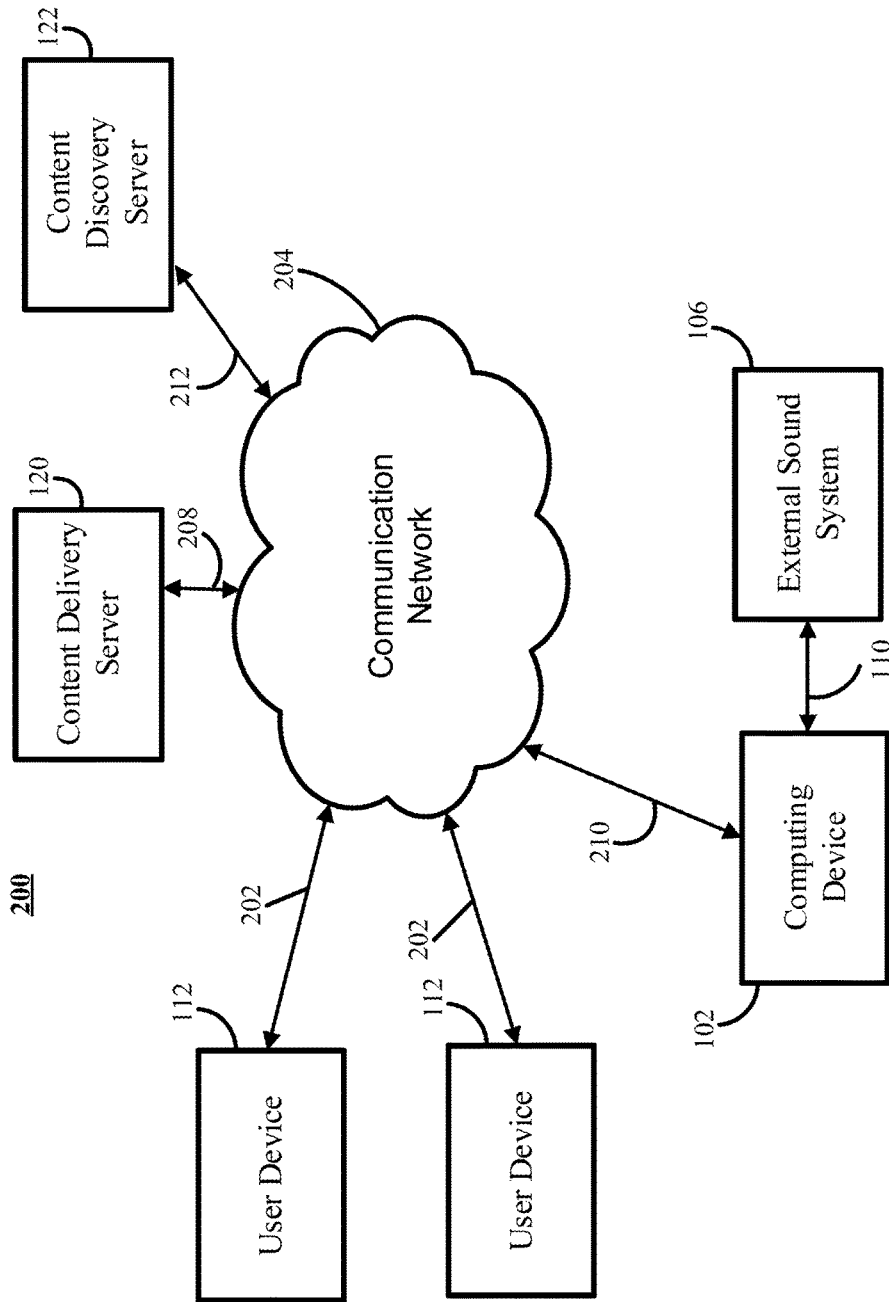 200
112
User Device
202
112
User Device
202
120
Content Delivery
Server
208
122
Content
Discovery
Server
212
204
Communication
Network
210
102
Computing
Device
110
106
External Sound
System